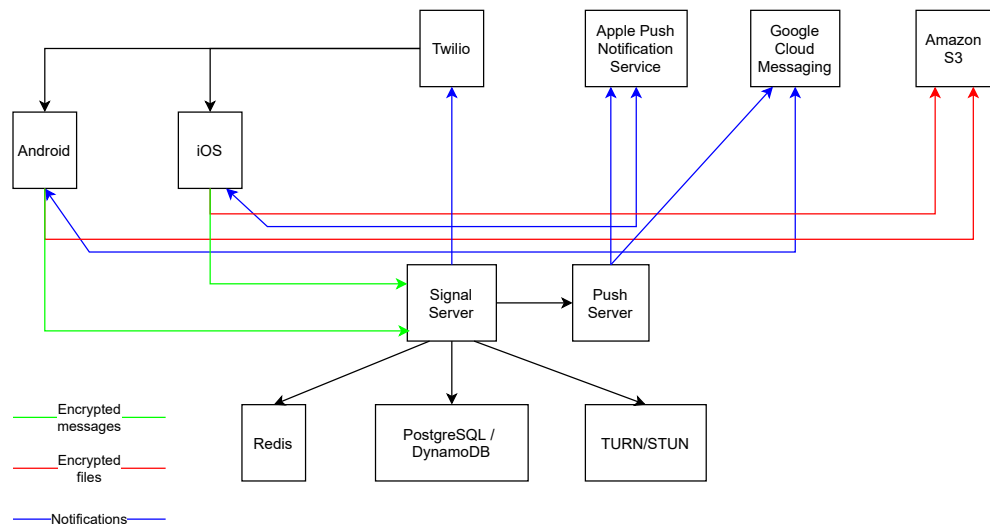 Twilio
Apple Push
Notification
Service
Google
Cloud
Messaging
Amazon
S3
Android
iOS
Signal
Server
Push
Server
Redis
PostgreSQL /
DynamoDB
TURN/STUN
Encrypted
messages
Encrypted
files
Notifications